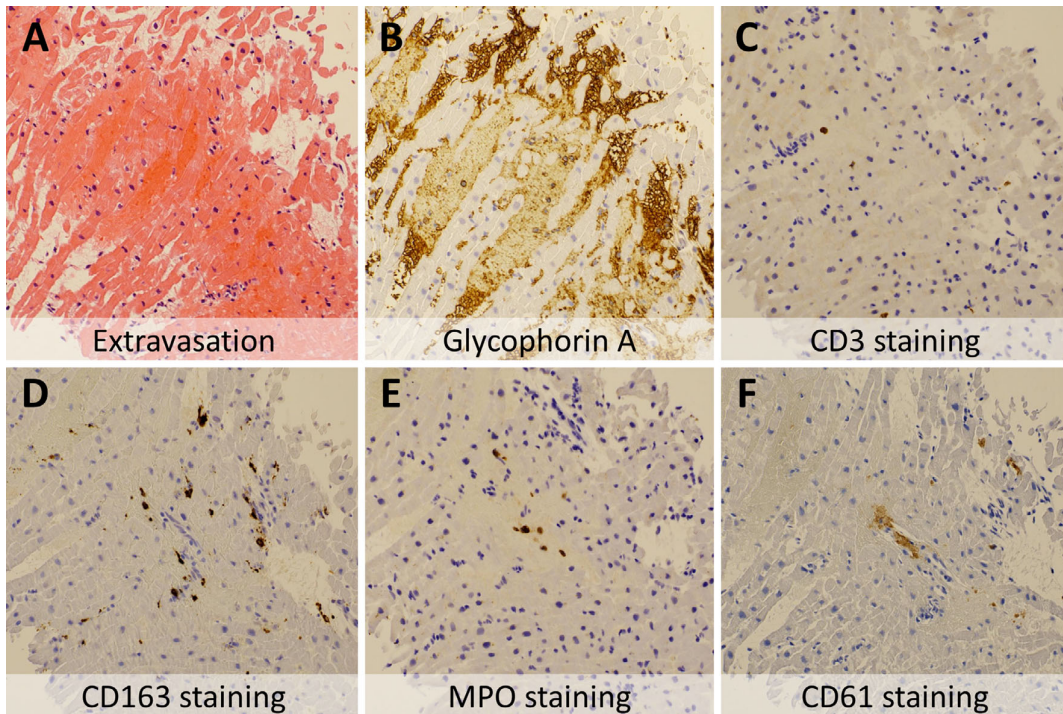 A
Extravasation
B
Glycophorin A
C
CD3 staining
D
CD163 staining
E
MPO staining
F
CD61 staining